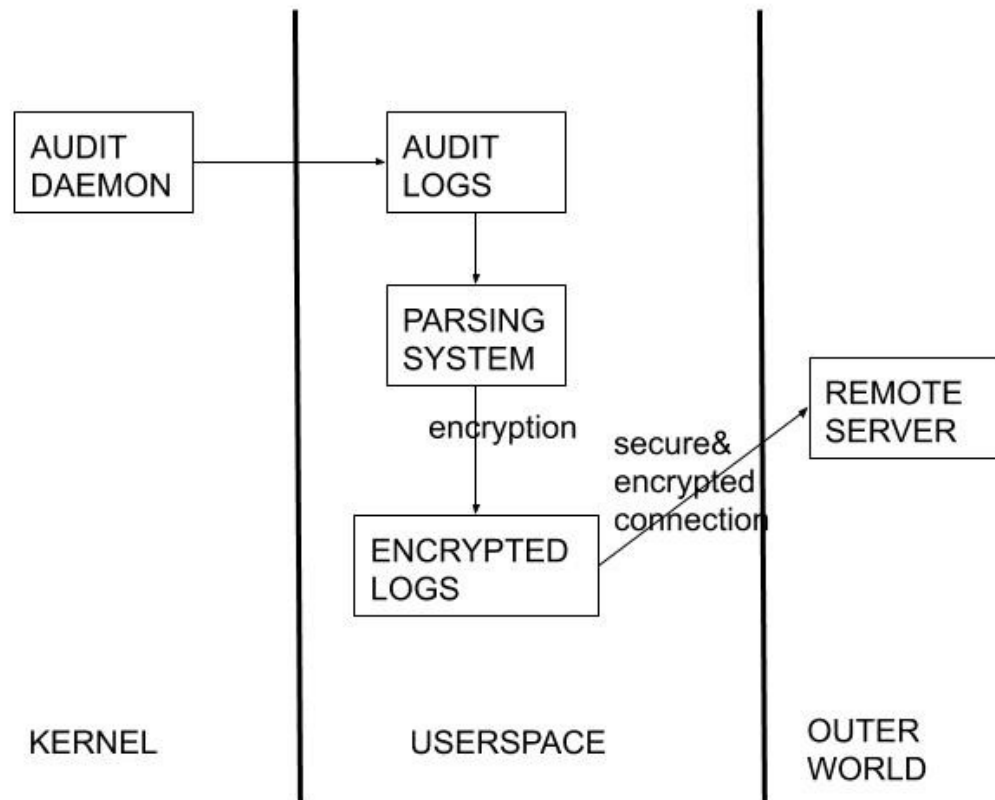 AUDIT
DAEMON
AUDIT
LOGS
PARSING
SYSTEM
encryption
secure&
encrypted
connection
REMOTE
SERVER
ENCRYPTED
LOGS
KERNEL
USERSPACE
OUTER
WORLD